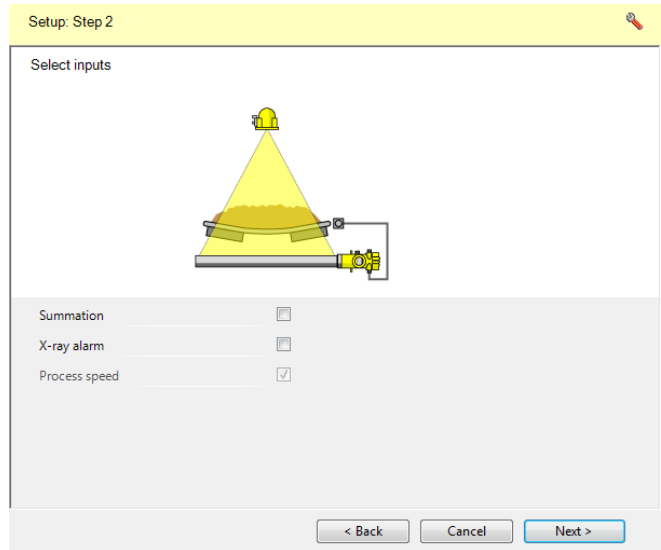 Setup: Step 2
Select inputs
Summation
X-ray alarm
Process speed
< Back
Cancel
Next >